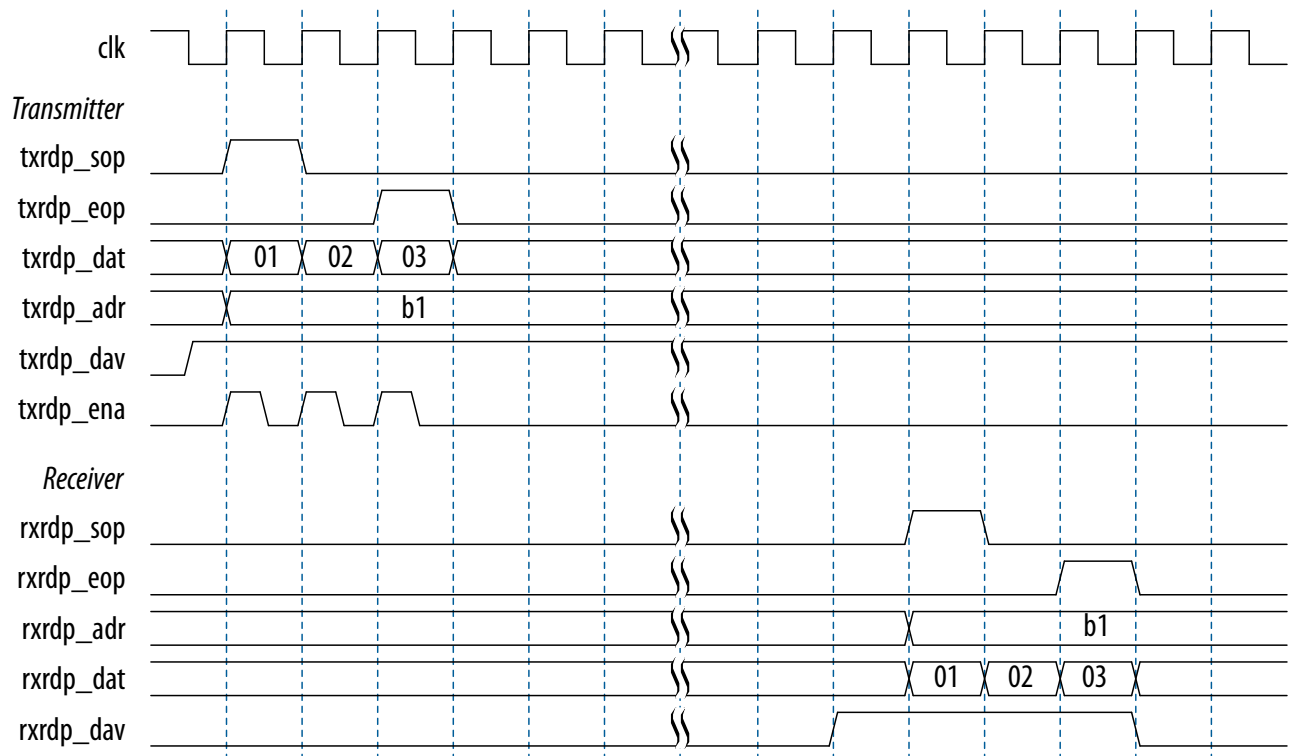 clk
Transmitter
txrdp_sop
txrdp_eop
txrdp_dat 01 02 03
txrdp_adr b1
txrdp_dav
txrdp_ena
Receiver
rxrdp_sop
rxrdp_eop
rxrdp_adr b1
rxrdp_dat 01 02 03
rxrdp_dav